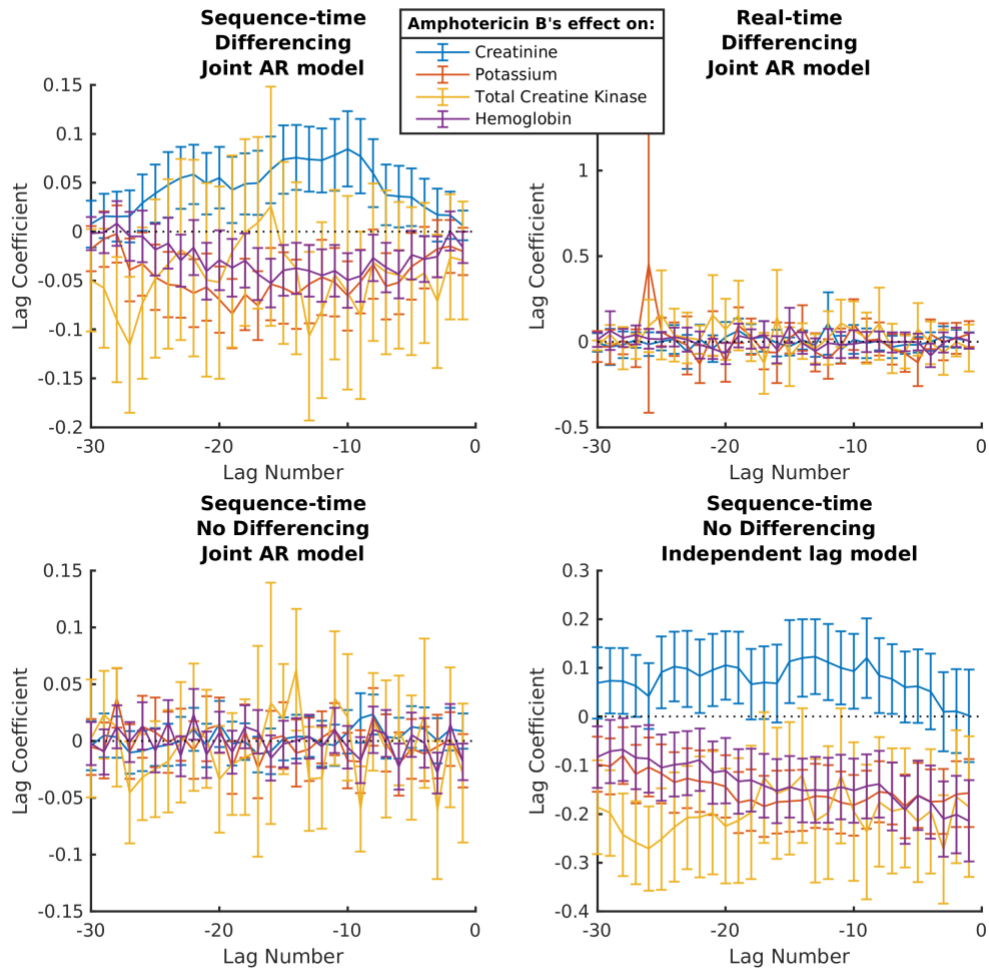 Sequence-time
Differencing
Joint AR model
Amphotericin B's effect on:
Creatinine
Potassium
Total Creatine Kinase
Hemoglobin
Real-time
Differencing
Joint AR model
0.15
0.1
0.05
0
-0.05
-0.1
-0.15
-0.2
Lag Coefficient
-30
-20
-10
0
Lag Number
1
0.5
0
-0.5
Lag Coefficient
-30
-20
-10
0
Lag Number
Sequence-time
No Differencing
Joint AR model
0.15
0.1
0.05
0
-0.05
-0.1
-0.15
Lag Coefficient
-30
-20
-10
0
Lag Number
Sequence-time
No Differencing
Independent lag model
0.3
0.2
0.1
0
-0.1
-0.2
-0.3
-0.4
Lag Coefficient
-30
-20
-10
0
Lag Number